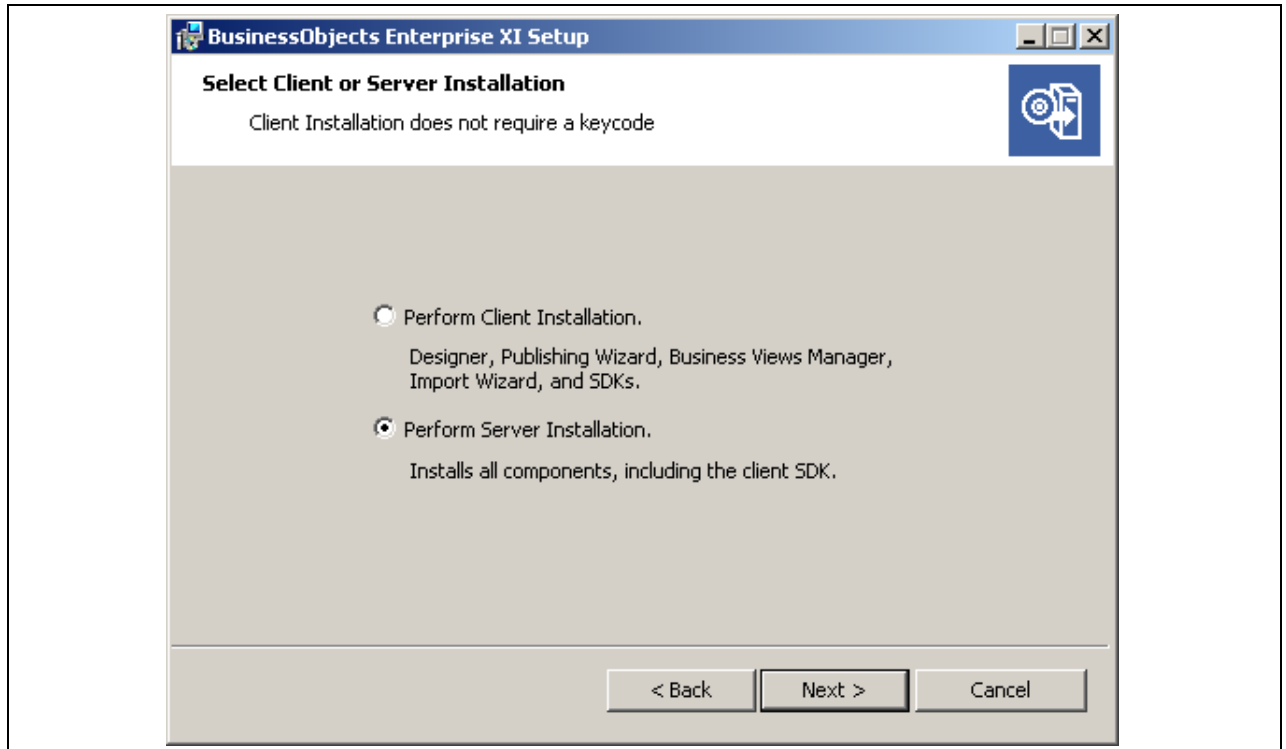 BusinessObjects Enterprise XI Setup
Select Client or Server Installation
Client Installation does not require a keycode
Perform Client Installation.
Designer, Publishing Wizard, Business Views Manager,
Import Wizard, and SDKs.
Perform Server Installation.
Installs all components, including the client SDK.
< Back Next > Cancel